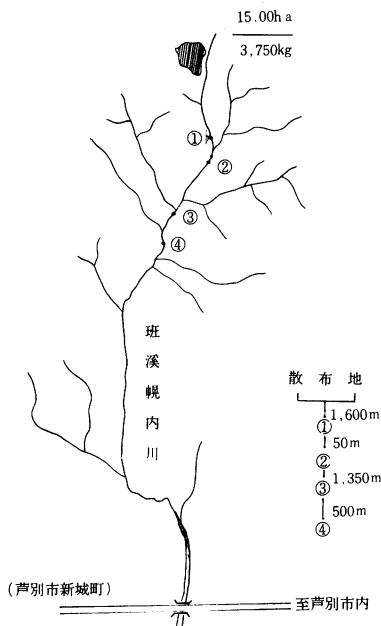 15.00ha
3,750kg
①
②
③
④
班溪幌内川
散布地
1,600m
①
50m
②
1.350m
③
500m
④
(芦別市新城町)
至芦別市内